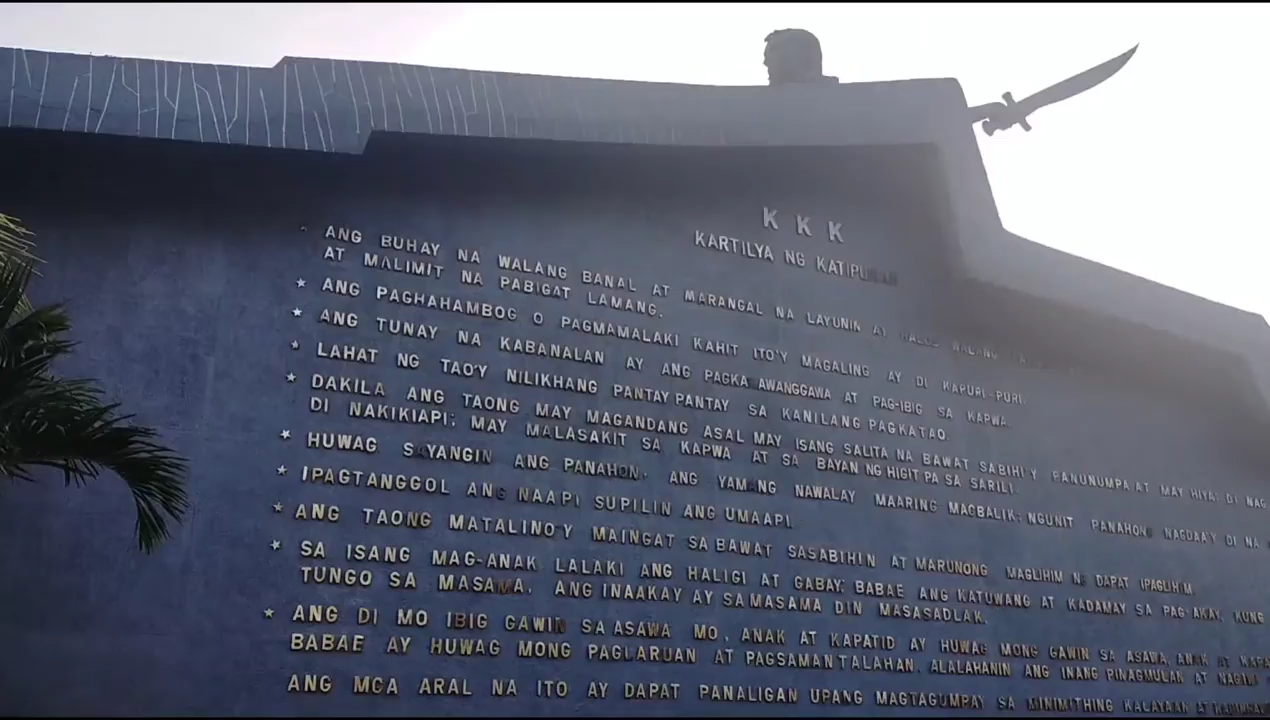 K K K
KARTILYA NG KATIPUNAN
ANG BUHAY NA WALANG BANAL AT MARANGAL NA LAYUNIN AY
AT MALIMIT NA PABIGAT LAMANG.
★ ANG PAGHAHAMBOG O PAGMAMALAKI KAHIT ITO'Y MAGALING AY DI KAPURI-PURI.
★ ANG TUNAY NA KABANALAN AY ANG PAGKA AWANGGAWA AT PAG-IBIG SA KAPWA.
★ LAHAT NG TAO'Y NILIKHANG PANTAY PANTAY SA KANILANG PAGKATAO.
★ DAKILA ANG TAONG MAY MAGANDANG ASAL MAY ISANG SALITA NA BAWAT SABIHI'Y PANUNUMPA AT MAY HIYA; DI NAG
DI NAKIKIAPI; MAY MALASAKIT SA KAPWA AT SA BAYAN NG HIGIT PA SA SARILI.
★ HUWAG SAYANGIN ANG PANAHON. ANG YAMANG NAWALAY MAARING MAGBALIK; NGUNIT PANAHONG NAGDAA'Y DI NA
★ IPAGTANGGOL ANG NAAPI SUPILIN ANG UMAAPI.
★ ANG TAONG MATALINO'Y MAINGAT SA BAWAT SASABIHIN AT MARUNONG MAGLIHIM NG DAPAT IPAGLIHIM.
★ SA ISANG MAG-ANAK LALAKI ANG HALIGI AT GABAY; BABAE ANG KATUWANG AT KADAMAY SA PAG-AKAY, KUNG
TUNGO SA MASAMA, ANG INAAKAY AY SA MASAMA DIN MASASADLAK.
★ ANG DI MO IBIG GAWIN SA ASAWA MO, ANAK AT KAPATID AY HUWAG MONG GAWIN SA ASAWA, ANAK AT
BABAE AY HUWAG MONG PAGLARUAN AT PAGSAMANTALAHAN. ALALAHANIN ANG INANG PINAGMULAN AT
ANG MGA ARAL NA ITO AY DAPAT PANALIGAN UPANG MAGTAGUMPAY SA MINIMITHING KALAYAAN AT